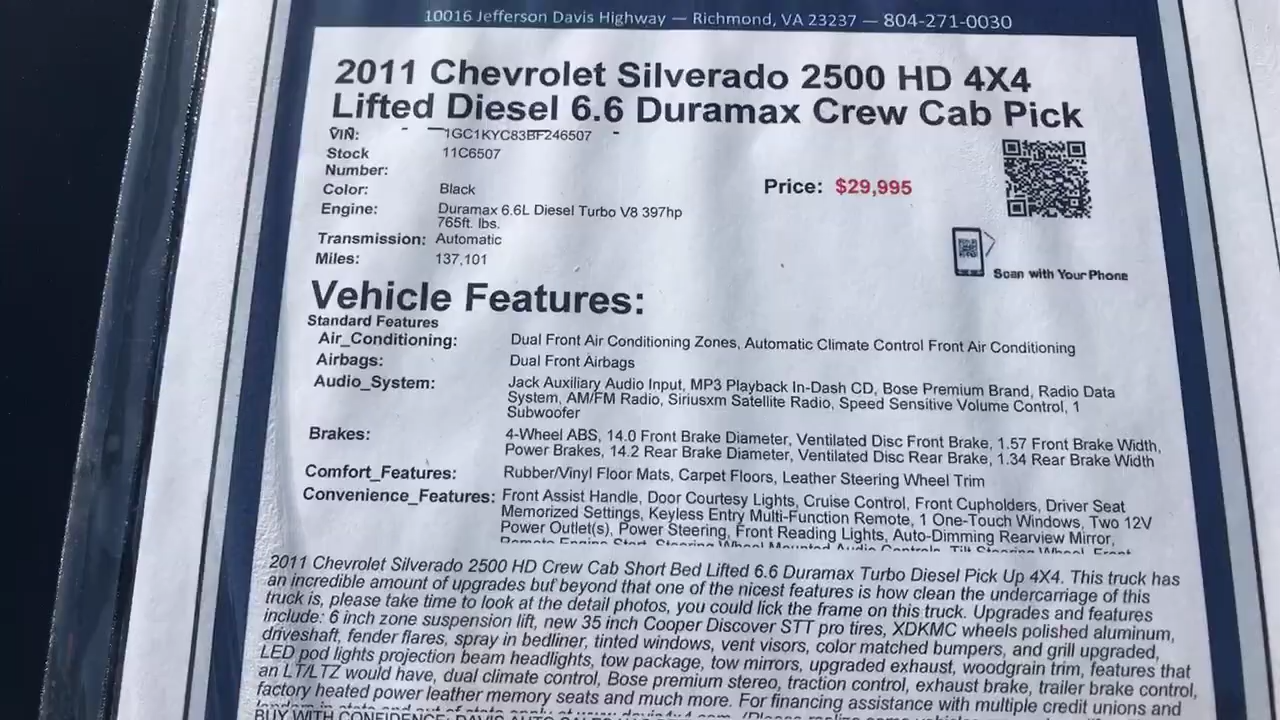 10016 Jefferson Davis Highway — Richmond, VA 23237 — 804-271-0030
2011 Chevrolet Silverado 2500 HD 4X4
Lifted Diesel 6.6 Duramax Crew Cab Pick
VIN: 1GC1KYC83BF246507
Stock Number: 11C6507
Color: Black
Price: $29,995
Engine: Duramax 6.6L Diesel Turbo V8 397hp
765ft. lbs.
Transmission: Automatic
Miles: 137,101
Scan with Your Phone
Vehicle Features:
Standard Features
Air_Conditioning: Dual Front Air Conditioning Zones, Automatic Climate Control Front Air Conditioning
Airbags: Dual Front Airbags
Audio_System: Jack Auxiliary Audio Input, MP3 Playback In-Dash CD, Bose Premium Brand, Radio Data
System, AM/FM Radio, Siriusxm Satellite Radio, Speed Sensitive Volume Control, 1
Subwoofer
Brakes: 4-Wheel ABS, 14.0 Front Brake Diameter, Ventilated Disc Front Brake, 1.57 Front Brake Width,
Power Brakes, 14.2 Rear Brake Diameter, Ventilated Disc Rear Brake, 1.34 Rear Brake Width
Comfort_Features: Rubber/Vinyl Floor Mats, Carpet Floors, Leather Steering Wheel Trim
Convenience_Features: Front Assist Handle, Door Courtesy Lights, Cruise Control, Front Cupholders, Driver Seat
Memorized Settings, Keyless Entry Multi-Function Remote, 1 One-Touch Windows, Two 12V
Power Outlet(s), Power Steering, Front Reading Lights, Auto-Dimming Rearview Mirror,
Remote Engine Start, Steering Wheel Mounted Audio Controls, Tilt Steering Wheel, Front
2011 Chevrolet Silverado 2500 HD Crew Cab Short Bed Lifted 6.6 Duramax Turbo Diesel Pick Up 4X4. This truck has
an incredible amount of upgrades but beyond that one of the nicest features is how clean the undercarriage of this
truck is, please take time to look at the detail photos, you could lick the frame on this truck. Upgrades and features
include: 6 inch zone suspension lift, new 35 inch Cooper Discover STT pro tires, XDKMC wheels polished aluminum,
driveshaft, fender flares, spray in bedliner, tinted windows, vent visors, color matched bumpers, and grill upgraded,
LED pod lights projection beam headlights, tow package, tow mirrors, upgraded exhaust, woodgrain trim, features that
an LT/LTZ would have, dual climate control, Bose premium stereo, traction control, exhaust brake, trailer brake control,
factory heated power leather memory seats and much more. For financing assistance with multiple credit unions and
BUY WITH CONFIDENCE: DAVIS AUTO